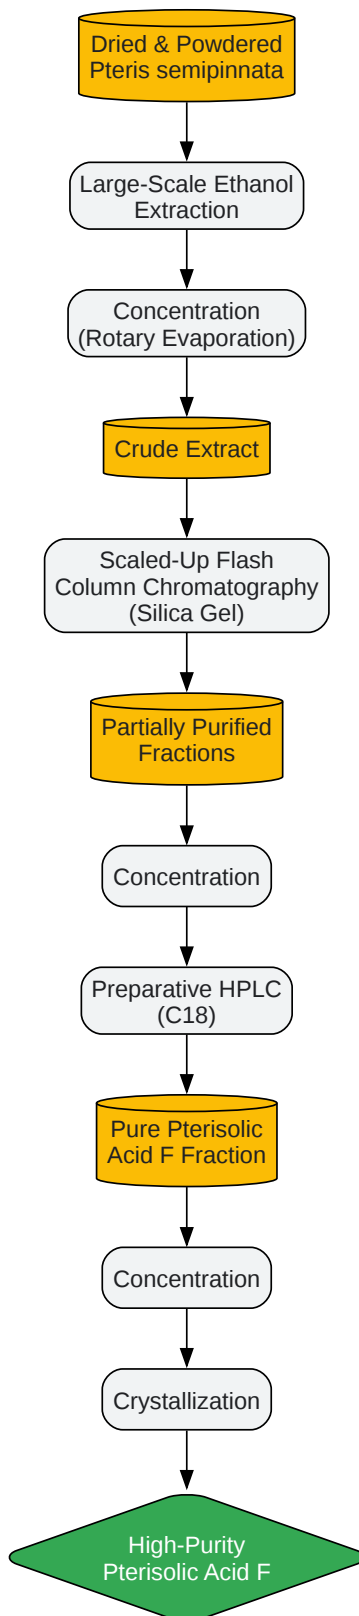 Dried & Powdered
Pteris semipinnata
Large-Scale Ethanol
Extraction
Concentration
(Rotary Evaporation)
Crude Extract
Scaled-Up Flash
Column Chromatography
(Silica Gel)
Partially Purified
Fractions
Concentration
Preparative HPLC
(C18)
Pure Pterisolic
Acid F Fraction
Concentration
Crystallization
High-Purity
Pterisolic Acid F